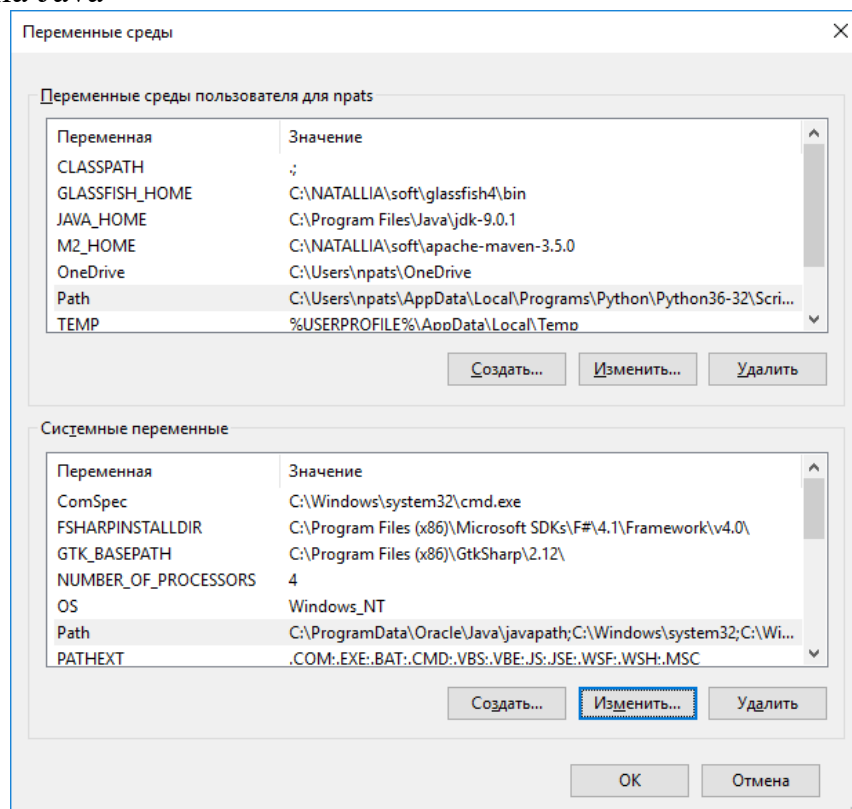 на Java
Переменные среды
Переменные среды пользователя для npats
Переменная Значение
CLASSPATH .;
GLASSFISH_HOME C:\NATALLIA\soft\glassfish4\bin
JAVA_HOME C:\Program Files\Java\jdk-9.0.1
M2_HOME C:\NATALLIA\soft\apache-maven-3.5.0
OneDrive C:\Users\npats\OneDrive
Path C:\Users\npats\AppData\Local\Programs\Python\Python36-32\Scri...
TEMP %USERPROFILE%\AppData\Local\Temp
Создать... Изменить... Удалить
Системные переменные
Переменная Значение
ComSpec C:\Windows\system32\cmd.exe
FSHARPINSTALLDIR C:\Program Files (x86)\Microsoft SDKs\F#\4.1\Framework\v4.0\
GTK_BASEPATH C:\Program Files (x86)\GtkSharp\2.12\
NUMBER_OF_PROCESSORS 4
OS Windows_NT
Path C:\ProgramData\Oracle\Java\javapath;C:\Windows\system32;C:\Wi...
PATHEXT .COM;.EXE;.BAT;.CMD;.VBS;.VBE;.JS;.JSE;.WSF;.WSH;.MSC
Создать... Изменить... Удалить
OK Отмена